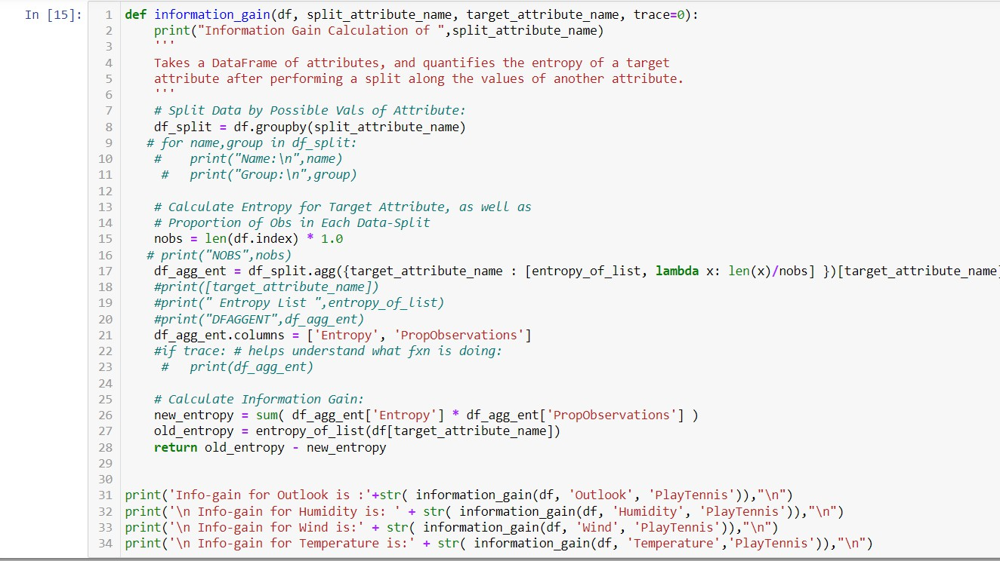 In [15]:
1 def information_gain(df, split_attribute_name, target_attribute_name, trace=0):
2     print("Information Gain Calculation of ",split_attribute_name)
3     '''
4     Takes a DataFrame of attributes, and quantifies the entropy of a target
5     attribute after performing a split along the values of another attribute.
6     '''
7     # Split Data by Possible Vals of Attribute:
8     df_split = df.groupby(split_attribute_name)
9    # for name,group in df_split:
10     #    print("Name:\n",name)
11      #   print("Group:\n",group)
12
13     # Calculate Entropy for Target Attribute, as well as
14     # Proportion of Obs in Each Data-Split
15     nobs = len(df.index) * 1.0
16    # print("NOBS",nobs)
17     df_agg_ent = df_split.agg({target_attribute_name : [entropy_of_list, lambda x: len(x)/nobs] })[target_attribute_name]
18     #print([target_attribute_name])
19     #print(" Entropy List ",entropy_of_list)
20     #print("DFAGGENT",df_agg_ent)
21     df_agg_ent.columns = ['Entropy', 'PropObservations']
22     #if trace: # helps understand what fxn is doing:
23      #   print(df_agg_ent)
24
25     # Calculate Information Gain:
26     new_entropy = sum( df_agg_ent['Entropy'] * df_agg_ent['PropObservations'] )
27     old_entropy = entropy_of_list(df[target_attribute_name])
28     return old_entropy - new_entropy
29
30
31 print('Info-gain for Outlook is :'+str( information_gain(df, 'Outlook', 'PlayTennis')),"\n")
32 print('\n Info-gain for Humidity is: ' + str( information_gain(df, 'Humidity', 'PlayTennis')),"\n")
33 print('\n Info-gain for Wind is:' + str( information_gain(df, 'Wind', 'PlayTennis')),"\n")
34 print('\n Info-gain for Temperature is:' + str( information_gain(df, 'Temperature','PlayTennis')),"\n")